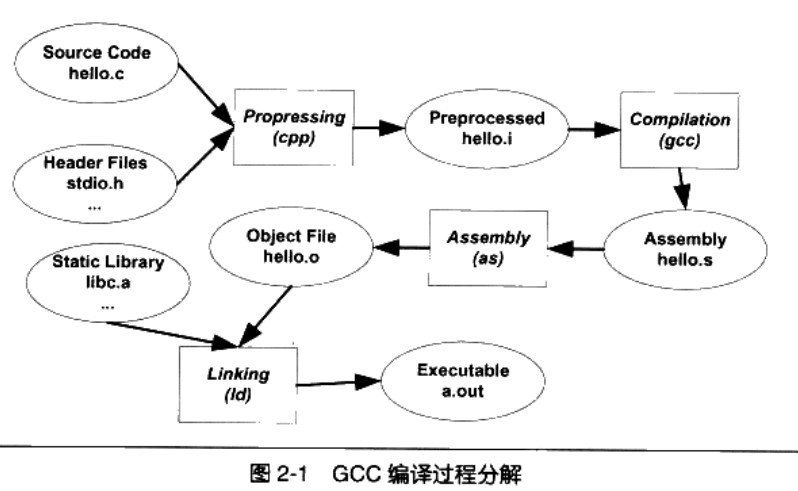 Source Code
hello.c
Header Files
stdio.h
...
Propressing
(cpp)
Preprocessed
hello.i
Compilation
(gcc)
Assembly
hello.s
Assembly
(as)
Object File
hello.o
Static Library
libc.a
...
Linking
(ld)
Executable
a.out
图 2-1 GCC 编译过程分解